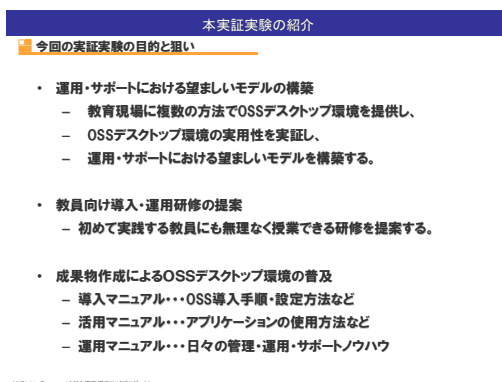 本実証実験の紹介
今回の実証実験の目的と狙い
• 運用・サポートにおける望ましいモデルの構築
– 教育現場に複数の方法でOSSデスクトップ環境を提供し、
– OSSデスクトップ環境の実用性を実証し、
– 運用・サポートにおける望ましいモデルを構築する。
• 教員向け導入・運用研修の提案
– 初めて実践する教員にも無理なく授業できる研修を提案する。
• 成果物作成によるOSSデスクトップ環境の普及
– 導入マニュアル・・・OSS導入手順・設定方法など
– 活用マニュアル・・・アプリケーションの使用方法など
– 運用マニュアル・・・日々の管理・運用・サポートノウハウ